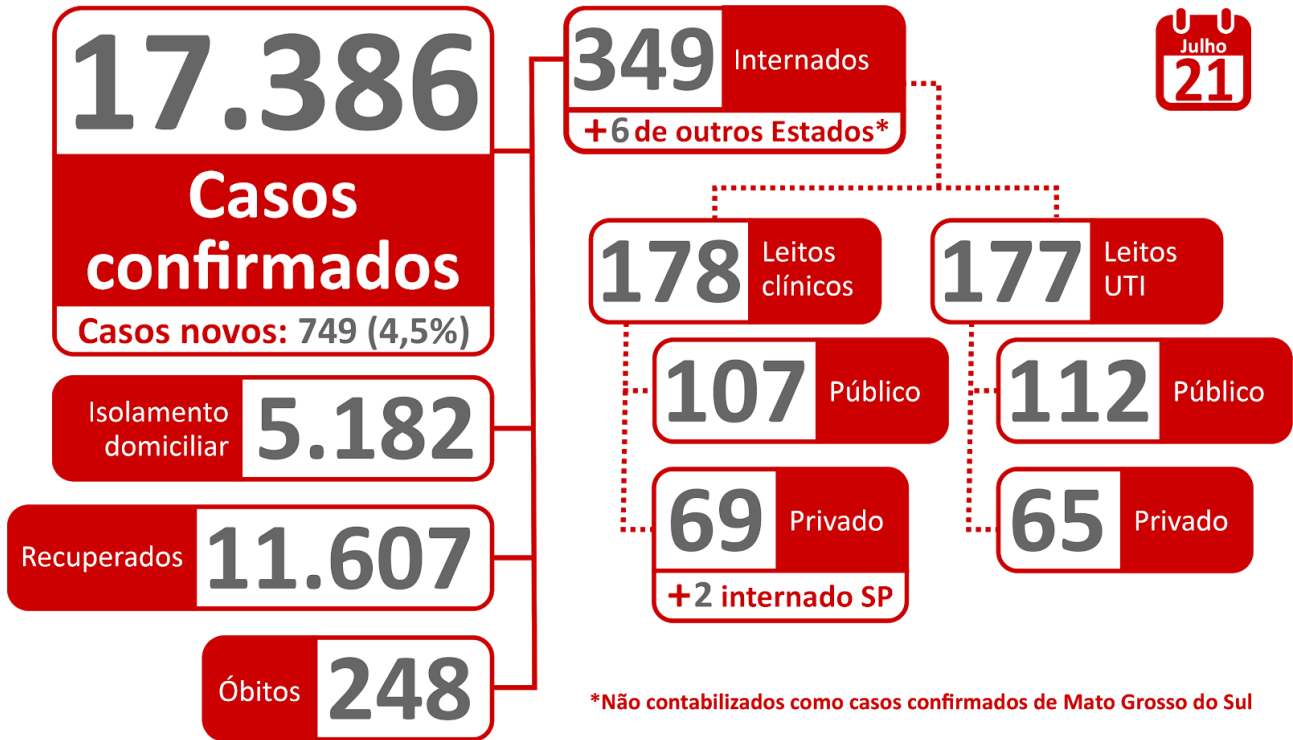 17.386
Casos
confirmados
Casos novos: 749 (4,5%)
Isolamento
domiciliar
5.182
Recuperados
11.607
Óbitos
248
349
Internados
+6 de outros Estados*
178
Leitos
clínicos
107
Público
69
Privado
+2 internado SP
177
Leitos
UTI
112
Público
65
Privado
Julho
21
*Não contabilizados como casos confirmados de Mato Grosso do Sul